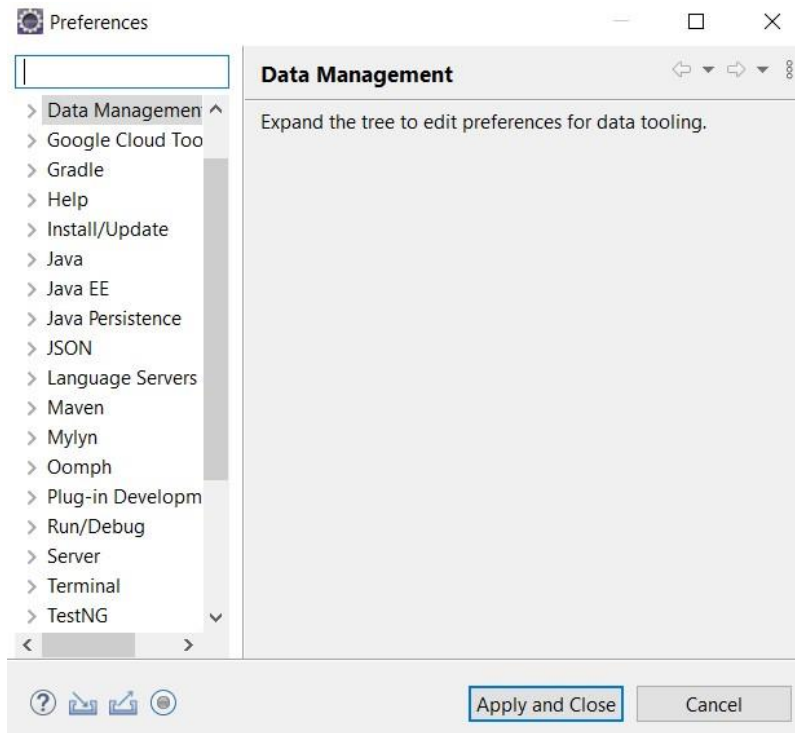 Preferences
Data Management
Expand the tree to edit preferences for data tooling.
Data Managemen
Google Cloud Too
Gradle
Help
Install/Update
Java
Java EE
Java Persistence
JSON
Language Servers
Maven
Mylyn
Oomph
Plug-in Developm
Run/Debug
Server
Terminal
TestNG
Apply and Close
Cancel